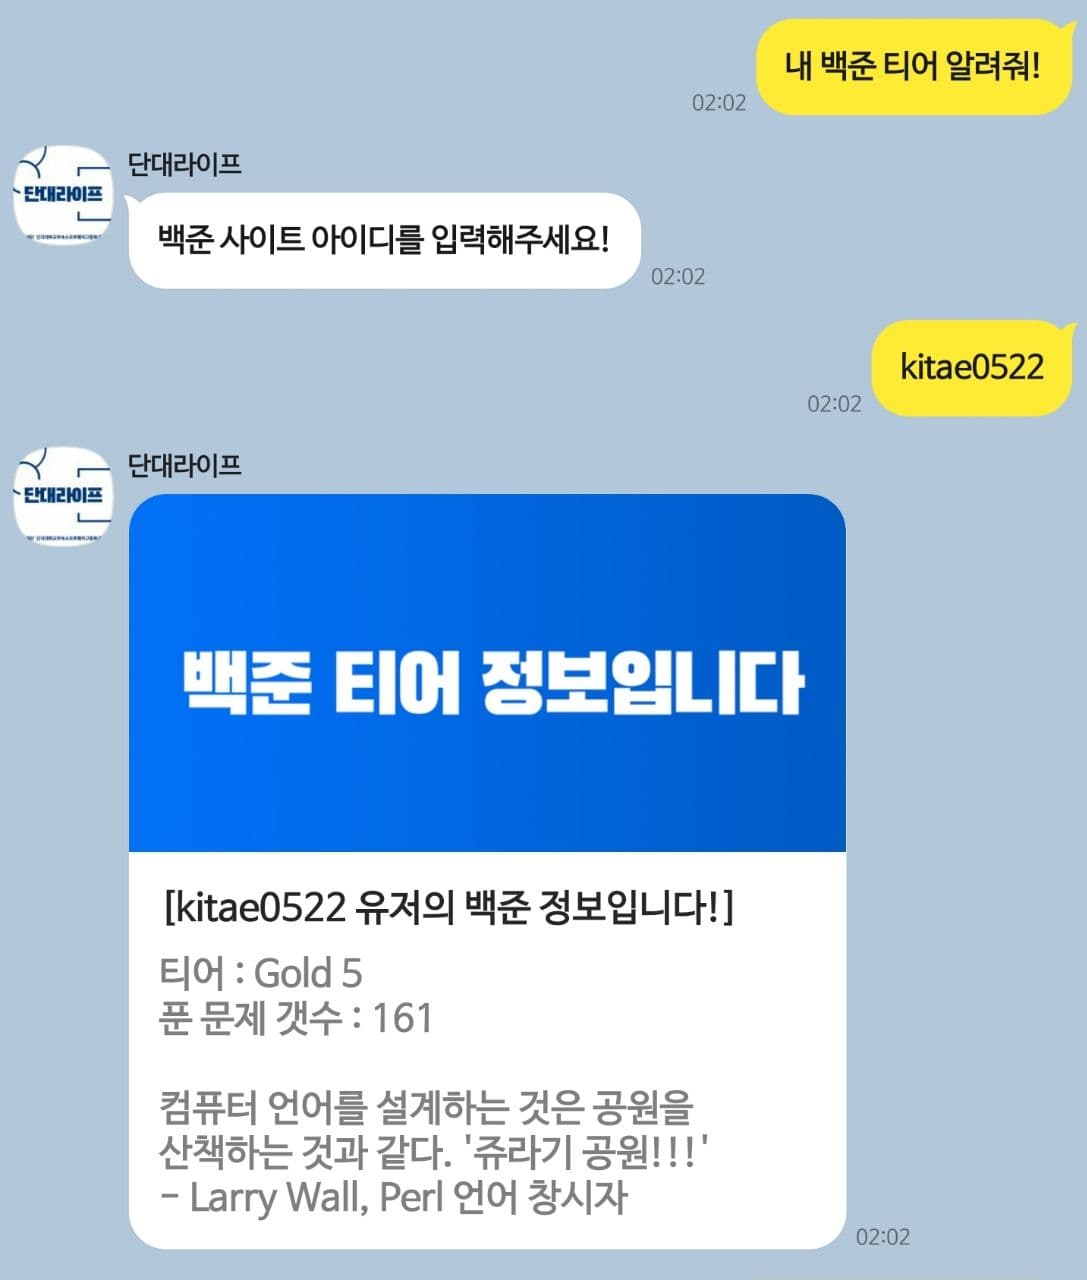 내 백준 티어 알려줘!
02:02
단대라이프
단대라이프
백준 사이트 아이디를 입력해주세요!
02:02
kitae0522
02:02
단대라이프
단대라이프
백준 티어 정보입니다
[kitae0522 유저의 백준 정보입니다!]
티어 : Gold 5
푼 문제 갯수 : 161
컴퓨터 언어를 설계하는 것은 공원을
산책하는 것과 같다. '쥬라기 공원!!!'
- Larry Wall, Perl 언어 창시자
02:02